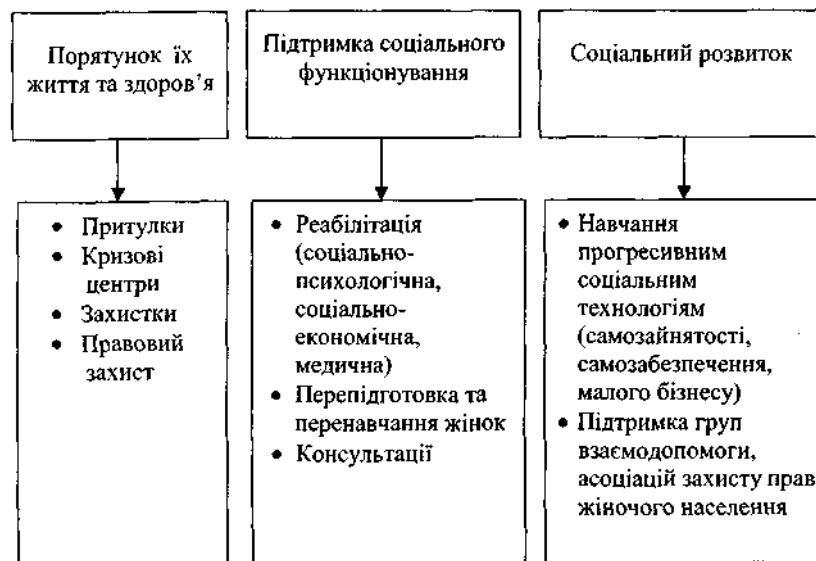 Порятунок їх
життя та здоров’я
Підтримка соціального
функціонування
Соціальний розвиток
• Притулки
• Кризові
центри
• Захистки
• Правовий
захист
• Реабілітація
(соціально-
психологічна,
соціально-
економічна,
медична)
• Перепідготовка та
перенавчання жінок
• Консультації
• Навчання
прогресивним
соціальним
технологіям
(самозайнятості,
самозабезпечення,
малого бізнесу)
• Підтримка груп
взаємодопомоги,
асоціацій захисту прав
жіночого населення